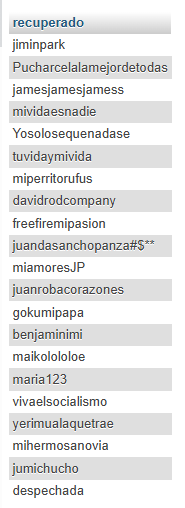 recuperado
jiminpark
Pucharcelalamejordetodas
jamesjamesjamess
mividaesnadie
Yosolosequenadase
tuvidaymivida
miperritorufus
davidrodcompany
freefiremipasion
juandasanchopanza#$**
miamoresJP
juanrobacorazones
gokumipapa
benjaminimi
maikolololoe
maria123
vivaelsocialismo
yerimualaquetrae
mihermosanovia
jumichucho
despechada